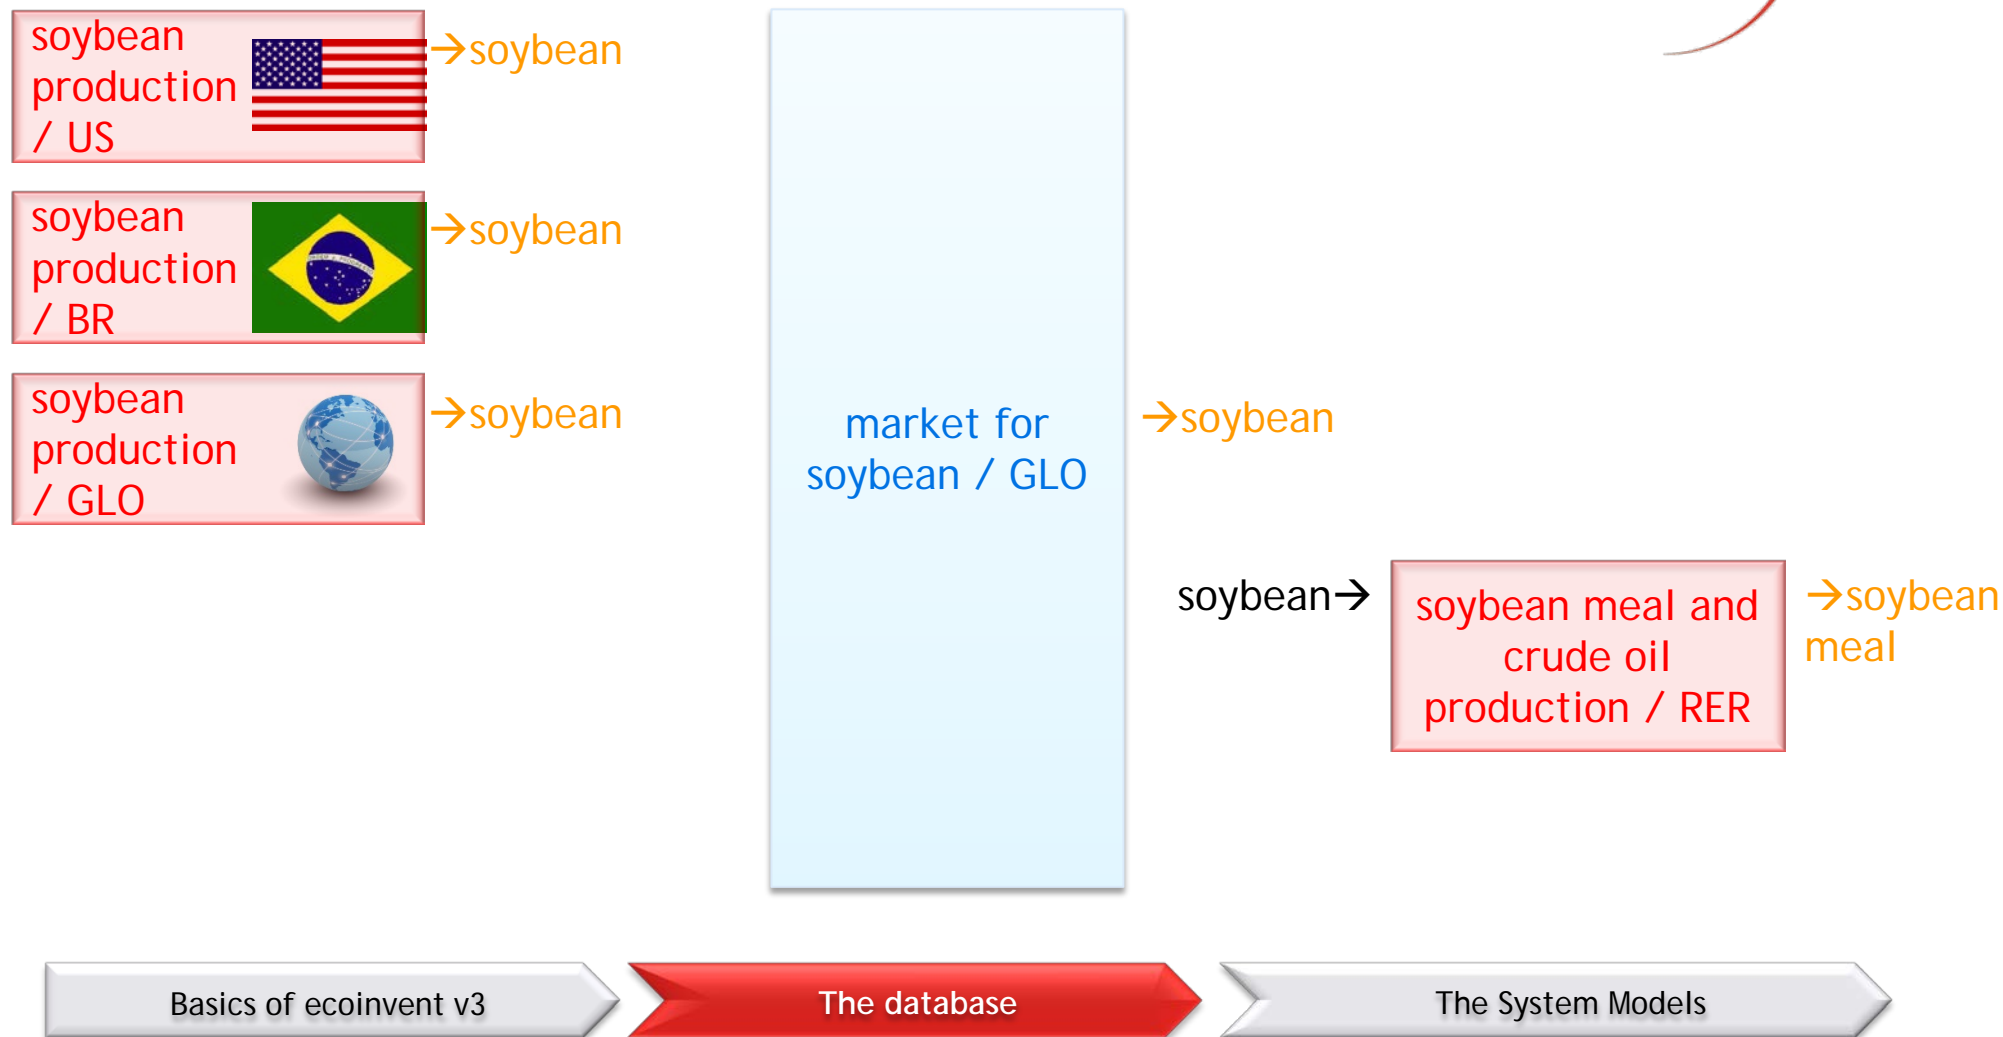 soybean
production
/ US
→soybean
soybean
production
/ BR
→soybean
soybean
production
/ GLO
→soybean
market for
soybean / GLO
→soybean
soybean→
soybean meal and
crude oil
production / RER
→soybean
meal
Basics of ecoinvent v3
The database
The System Models